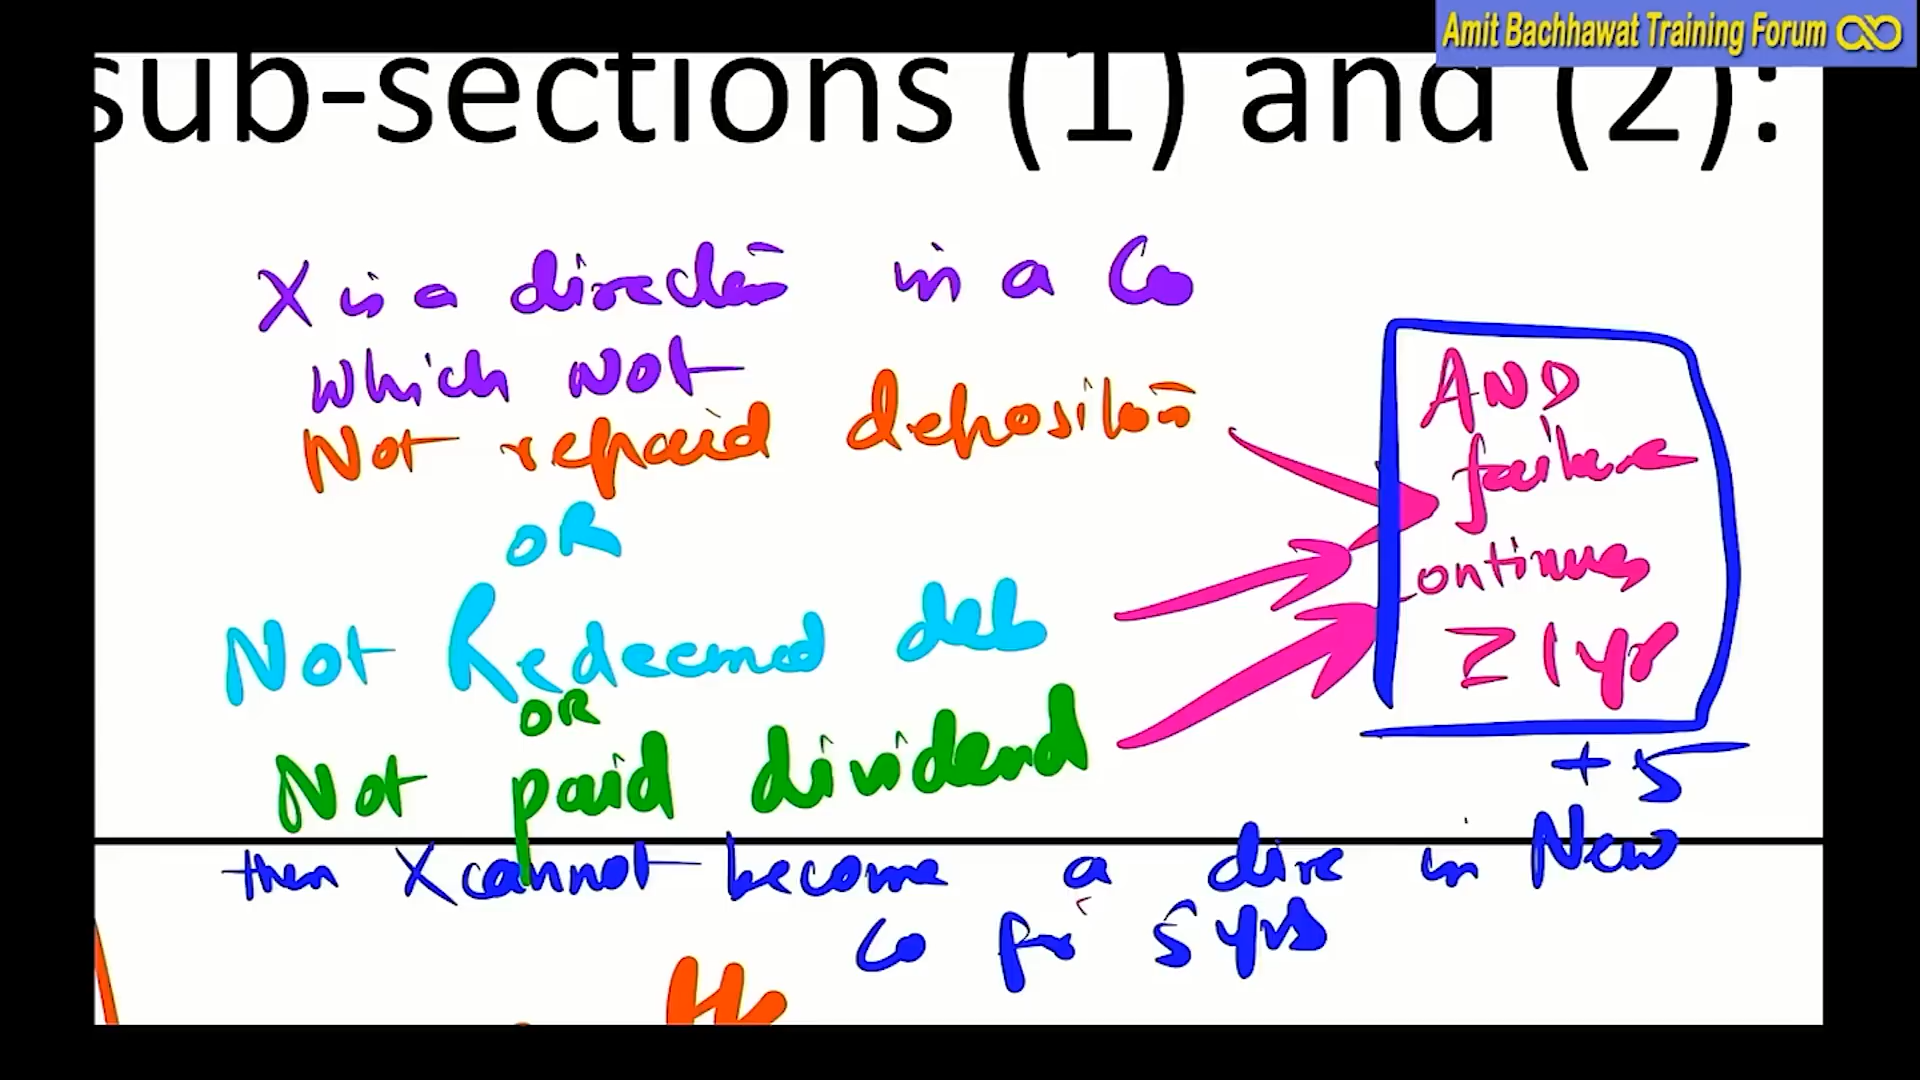 Amit Bachhawat Training Forum
sub-sections (1) and (2):
X is a director in a Co
which not
Not repaid depositor
OR
Not Redeemed deb
OR
Not paid dividend
AND
failure
continues
≥ 1 yr
+ 5
then X cannot become a dire in New
Co for 5 yrs